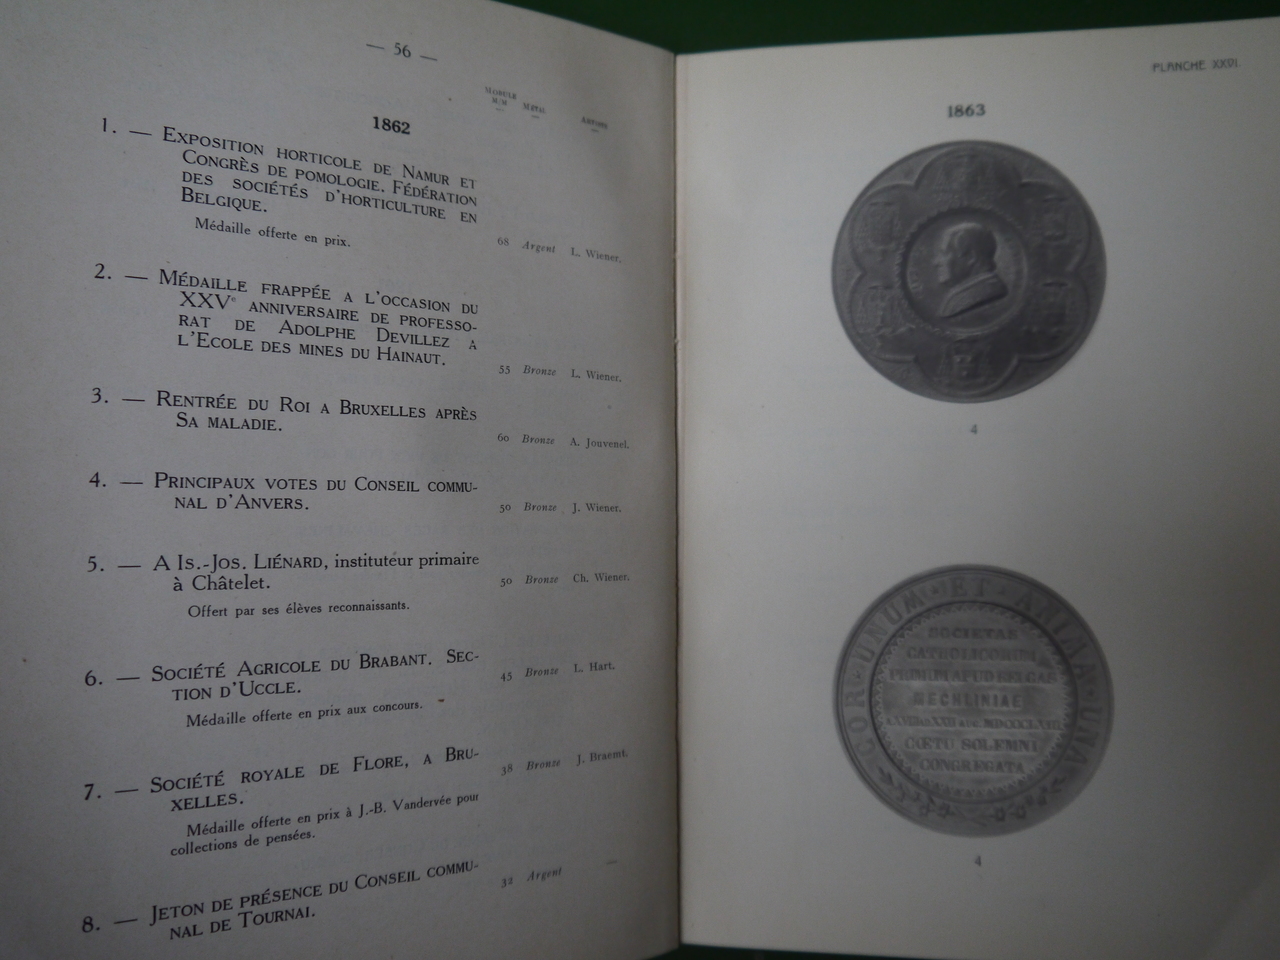 — 56 —
MODULE M/M MÉTAL AUTEURS
1862
1. — EXPOSITION HORTICOLE DE NAMUR ET
CONGRÈS DE POMOLOGIE. FÉDÉRATION
DES SOCIÉTÉS D'HORTICULTURE EN
BELGIQUE.
Médaille offerte en prix.
68 Argent L. Wiener.
2. — MÉDAILLE FRAPPÉE A L'OCCASION DU
XXVe ANNIVERSAIRE DE PROFESSO-
RAT DE ADOLPHE DEVILLEZ A
L'ECOLE DES MINES DU HAINAUT.
55 Bronze L. Wiener.
3. — RENTRÉE DU ROI A BRUXELLES APRÈS
SA MALADIE.
60 Bronze A. Jouvenel.
4. — PRINCIPAUX VOTES DU CONSEIL COMMU-
NAL D'ANVERS.
50 Bronze J. Wiener.
5. — A IS.-JOS. LIÉNARD, instituteur primaire
à Châtelet.
50 Bronze Ch. Wiener.
Offert par ses élèves reconnaissants.
6. — SOCIÉTÉ AGRICOLE DU BRABANT. SEC-
TION D'UCCLE.
45 Bronze L. Hart.
Médaille offerte en prix aux concours.
7. — SOCIÉTÉ ROYALE DE FLORE, A BRU-
XELLES.
38 Bronze J. Braemt.
Médaille offerte en prix à J.-B. Vandervée pour
collections de pensées.
8. — JETON DE PRÉSENCE DU CONSEIL COMMU-
NAL DE TOURNAI.
32 Argent —
PLANCHE XXVI.
1863
4
COR UNUM ET ANIMA UNA
SOCIETAS
CATHOLICORUM
PRIMUM APUD BELGAS
MECHLINIAE
CŒTU SOLEMNI
CONGREGATA
4